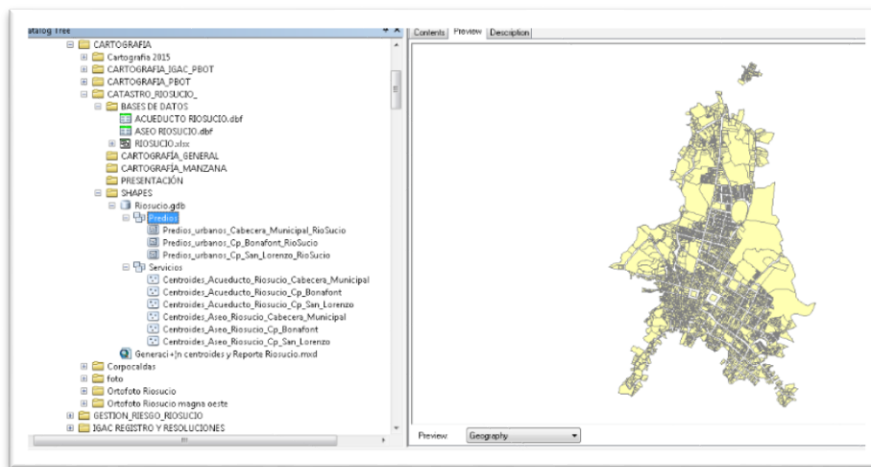 atalog Tree
CARTOGRAFIA
Cartografia 2015
CARTOGRAFIA_IGAC_PBOT
CARTOGRAFIA_PBOT
CATASTRO_RIOSUCIO_
BASES DE DATOS
ACUEDUCTO RIOSUCIO.dbf
ASEO RIOSUCIO.dbf
RIOSUCIO.xlsx
CARTOGRAFÍA_GENERAL
CARTOGRAFÍA_MANZANA
PRESENTACIÓN
SHAPES
Riosucio.gdb
Predios
Predios_urbanos_Cabecera_Municipal_RioSucio
Predios_urbanos_Cp_Bonafont_RioSucio
Predios_urbanos_Cp_San_Lorenzo_RioSucio
Servicios
Centroides_Acueducto_Riosucio_Cabecera_Municipal
Centroides_Acueducto_Riosucio_Cp_Bonafont
Centroides_Acueducto_Riosucio_Cp_San_Lorenzo
Centroides_Aseo_Riosucio_Cabecera_Municipal
Centroides_Aseo_Riosucio_Cp_Bonafont
Centroides_Aseo_Riosucio_Cp_San_Lorenzo
Generaci+¦n centroides y Reporte Riosucio.mxd
Corpocaldas
foto
Ortofoto Riosucio
Ortofoto Riosucio magna oeste
GESTION_RIESGO_RIOSUCIO
IGAC REGISTRO Y RESOLUCIONES
Contents Preview Description
Preview: Geography